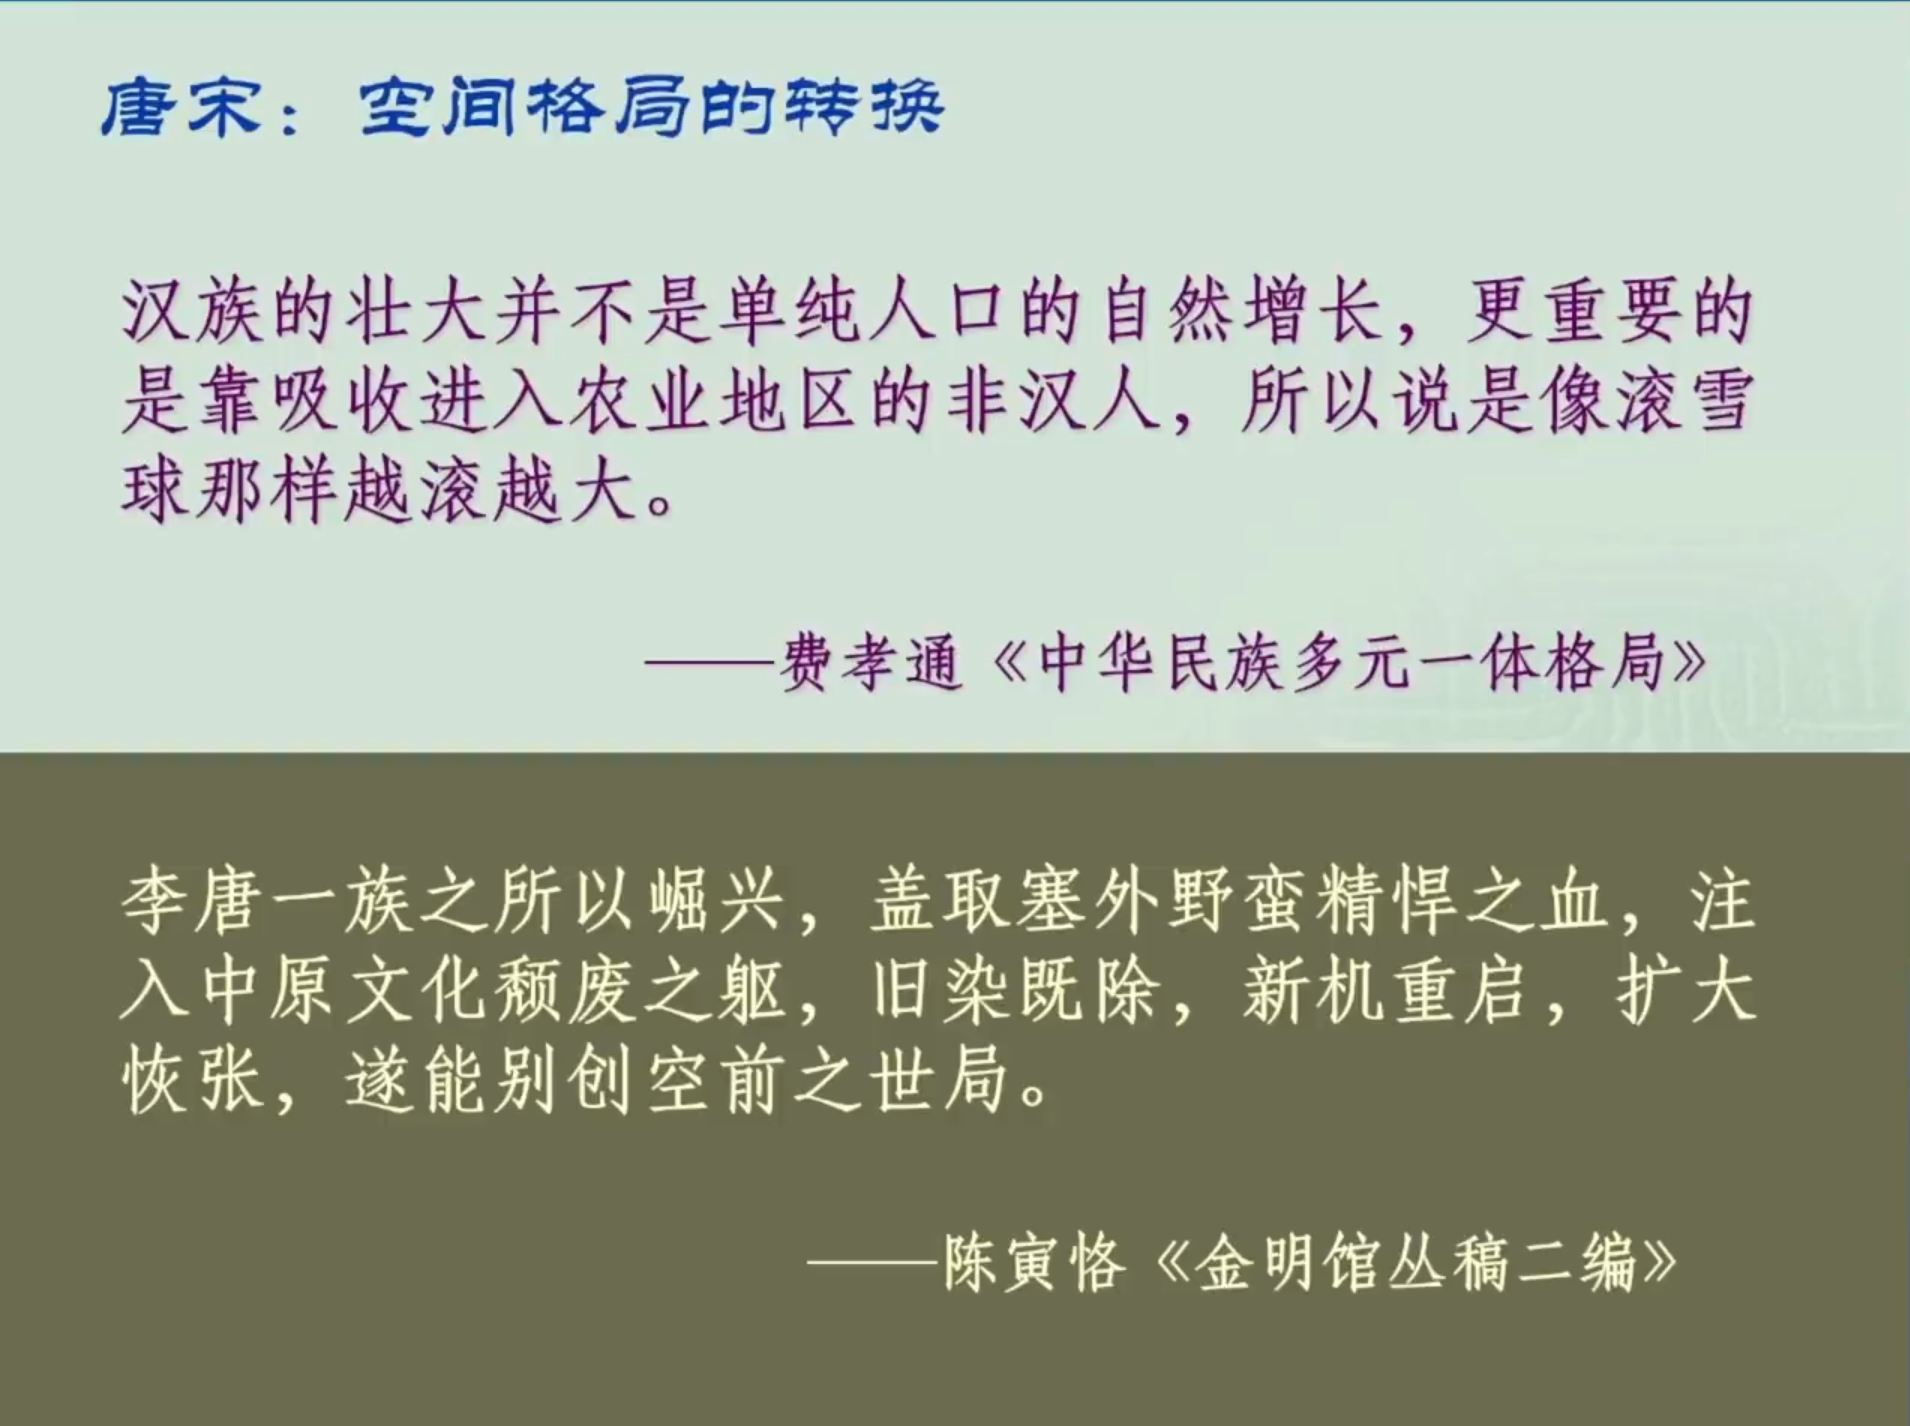 唐宋：空间格局的转换
汉族的壮大并不是单纯人口的自然增长，更重要的
是靠吸收进入农业地区的非汉人，所以说是像滚雪
球那样越滚越大。
——费孝通《中华民族多元一体格局》
李唐一族之所以崛兴，盖取塞外野蛮精悍之血，注
入中原文化颓废之躯，旧染既除，新机重启，扩大
恢张，遂能别创空前之世局。
——陈寅恪《金明馆丛稿二编》